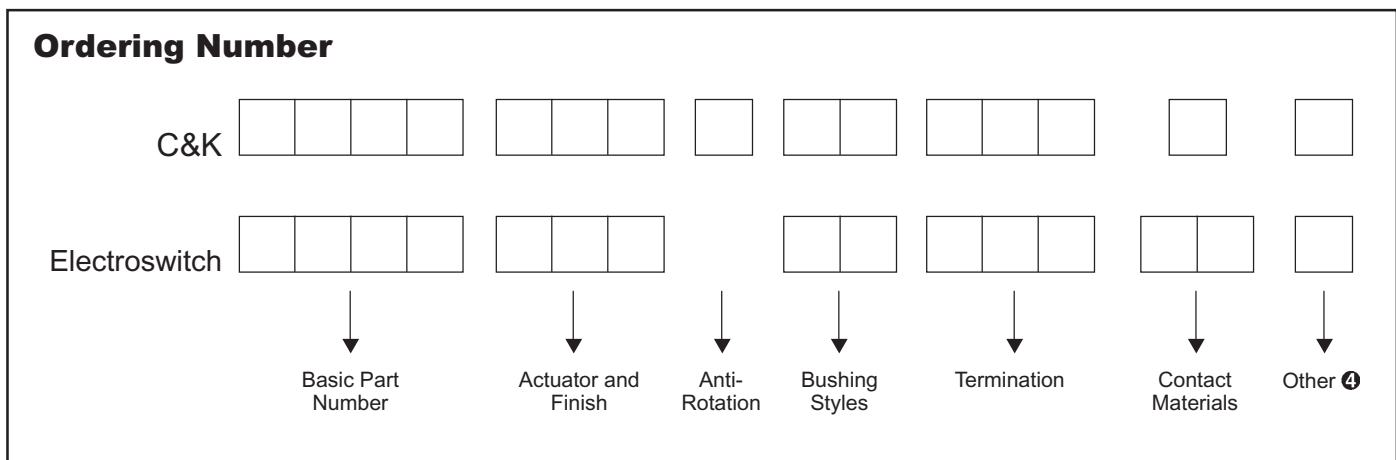 Ordering Number
C&K
Electroswitch
Basic Part
Number
Actuator and
Finish
Anti-
Rotation
Bushing
Styles
Termination
Contact
Materials
Other ❹